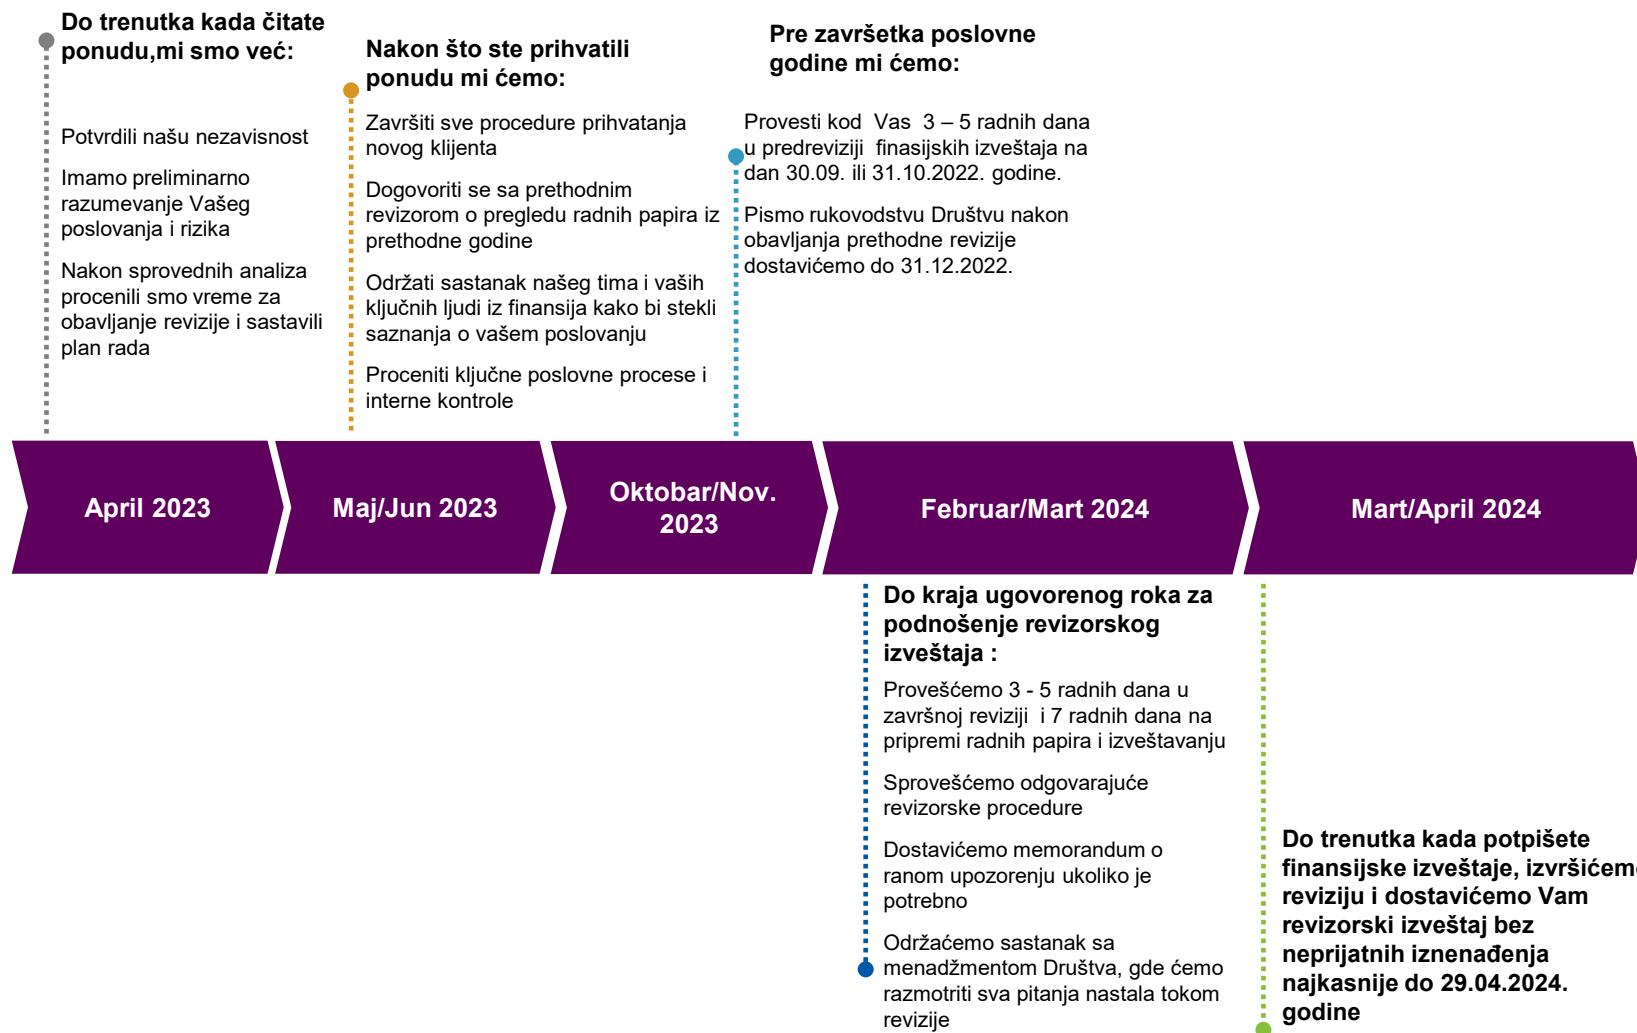 Do trenutka kada čitate
ponudu,mi smo već:
Potvrdili našu nezavisnost
Imamo preliminarno
razumevanje Vašeg
poslovanja i rizika
Nakon sprovednih analiza
procenili smo vreme za
obavljanje revizije i sastavili
plan rada
Nakon što ste prihvatili
ponudu mi ćemo:
Završiti sve procedure prihvatanja
novog klijenta
Dogovoriti se sa prethodnim
revizorom o pregledu radnih papira iz
prethodne godine
Održati sastanak našeg tima i vaših
ključnih ljudi iz finansija kako bi stekli
saznanja o vašem poslovanju
Proceniti ključne poslovne procese i
interne kontrole
Pre završetka poslovne
godine mi ćemo:
Provesti kod Vas 3 – 5 radnih dana
u predreviziji finasijskih izveštaja na
dan 30.09. ili 31.10.2022. godine.
Pismo rukovodstvu Društvu nakon
obavljanja prethodne revizije
dostavićemo do 31.12.2022.
April 2023
Maj/Jun 2023
Oktobar/Nov.
2023
Februar/Mart 2024
Mart/April 2024
Do kraja ugovorenog roka za
podnošenje revizorskog
izveštaja :
Provešćemo 3 - 5 radnih dana u
završnoj reviziji i 7 radnih dana na
pripremi radnih papira i izveštavanju
Sprovešćemo odgovarajuće
revizorske procedure
Dostavićemo memorandum o
ranom upozorenju ukoliko je
potrebno
Održaćemo sastanak sa
menadžmentom Društva, gde ćemo
razmotriti sva pitanja nastala tokom
revizije
Do trenutka kada potpišete
finansijske izveštaje, izvršićemo
reviziju i dostavićemo Vam
revizorski izveštaj bez
neprijatnih iznenađenja
najkasnije do 29.04.2024.
godine